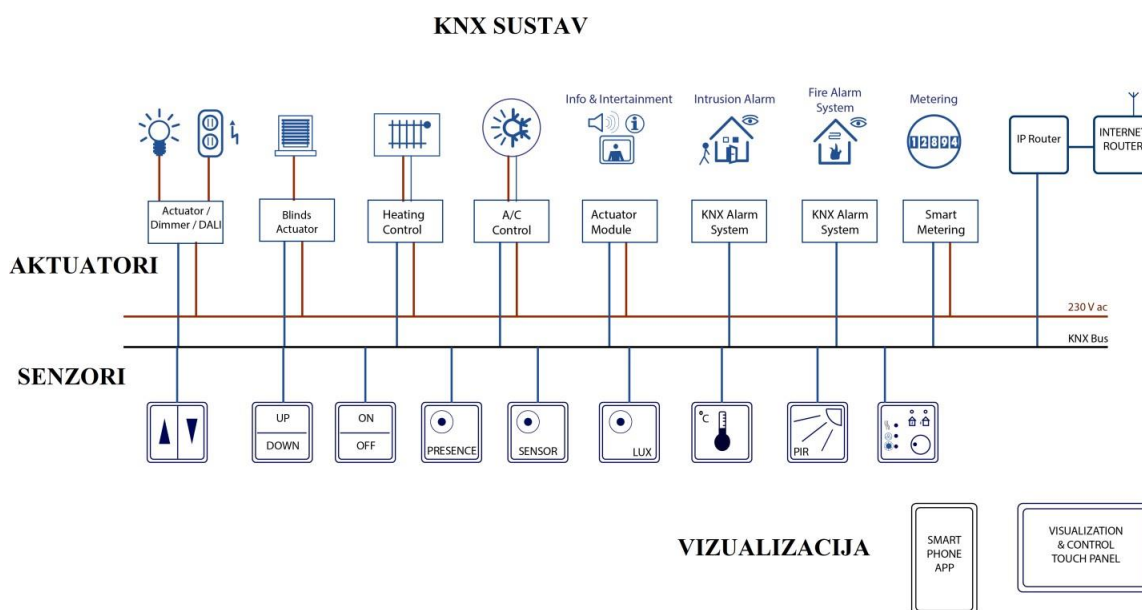 KNX SUSTAV
Info & Intertainment
Intrusion Alarm
Fire Alarm
System
Metering
12894
IP Router
INTERNET
ROUTER
Actuator /
Dimmer / DALI
Blinds
Actuator
Heating
Control
A/C
Control
Actuator
Module
KNX Alarm
System
KNX Alarm
System
Smart
Metering
AKTUATORI
230 V ac
KNX Bus
SENZORI
UP
DOWN
ON
OFF
PRESENCE
SENSOR
LUX
°C
PIR
VIZUALIZACIJA
SMART
PHONE
APP
VISUALIZATION
& CONTROL
TOUCH PANEL